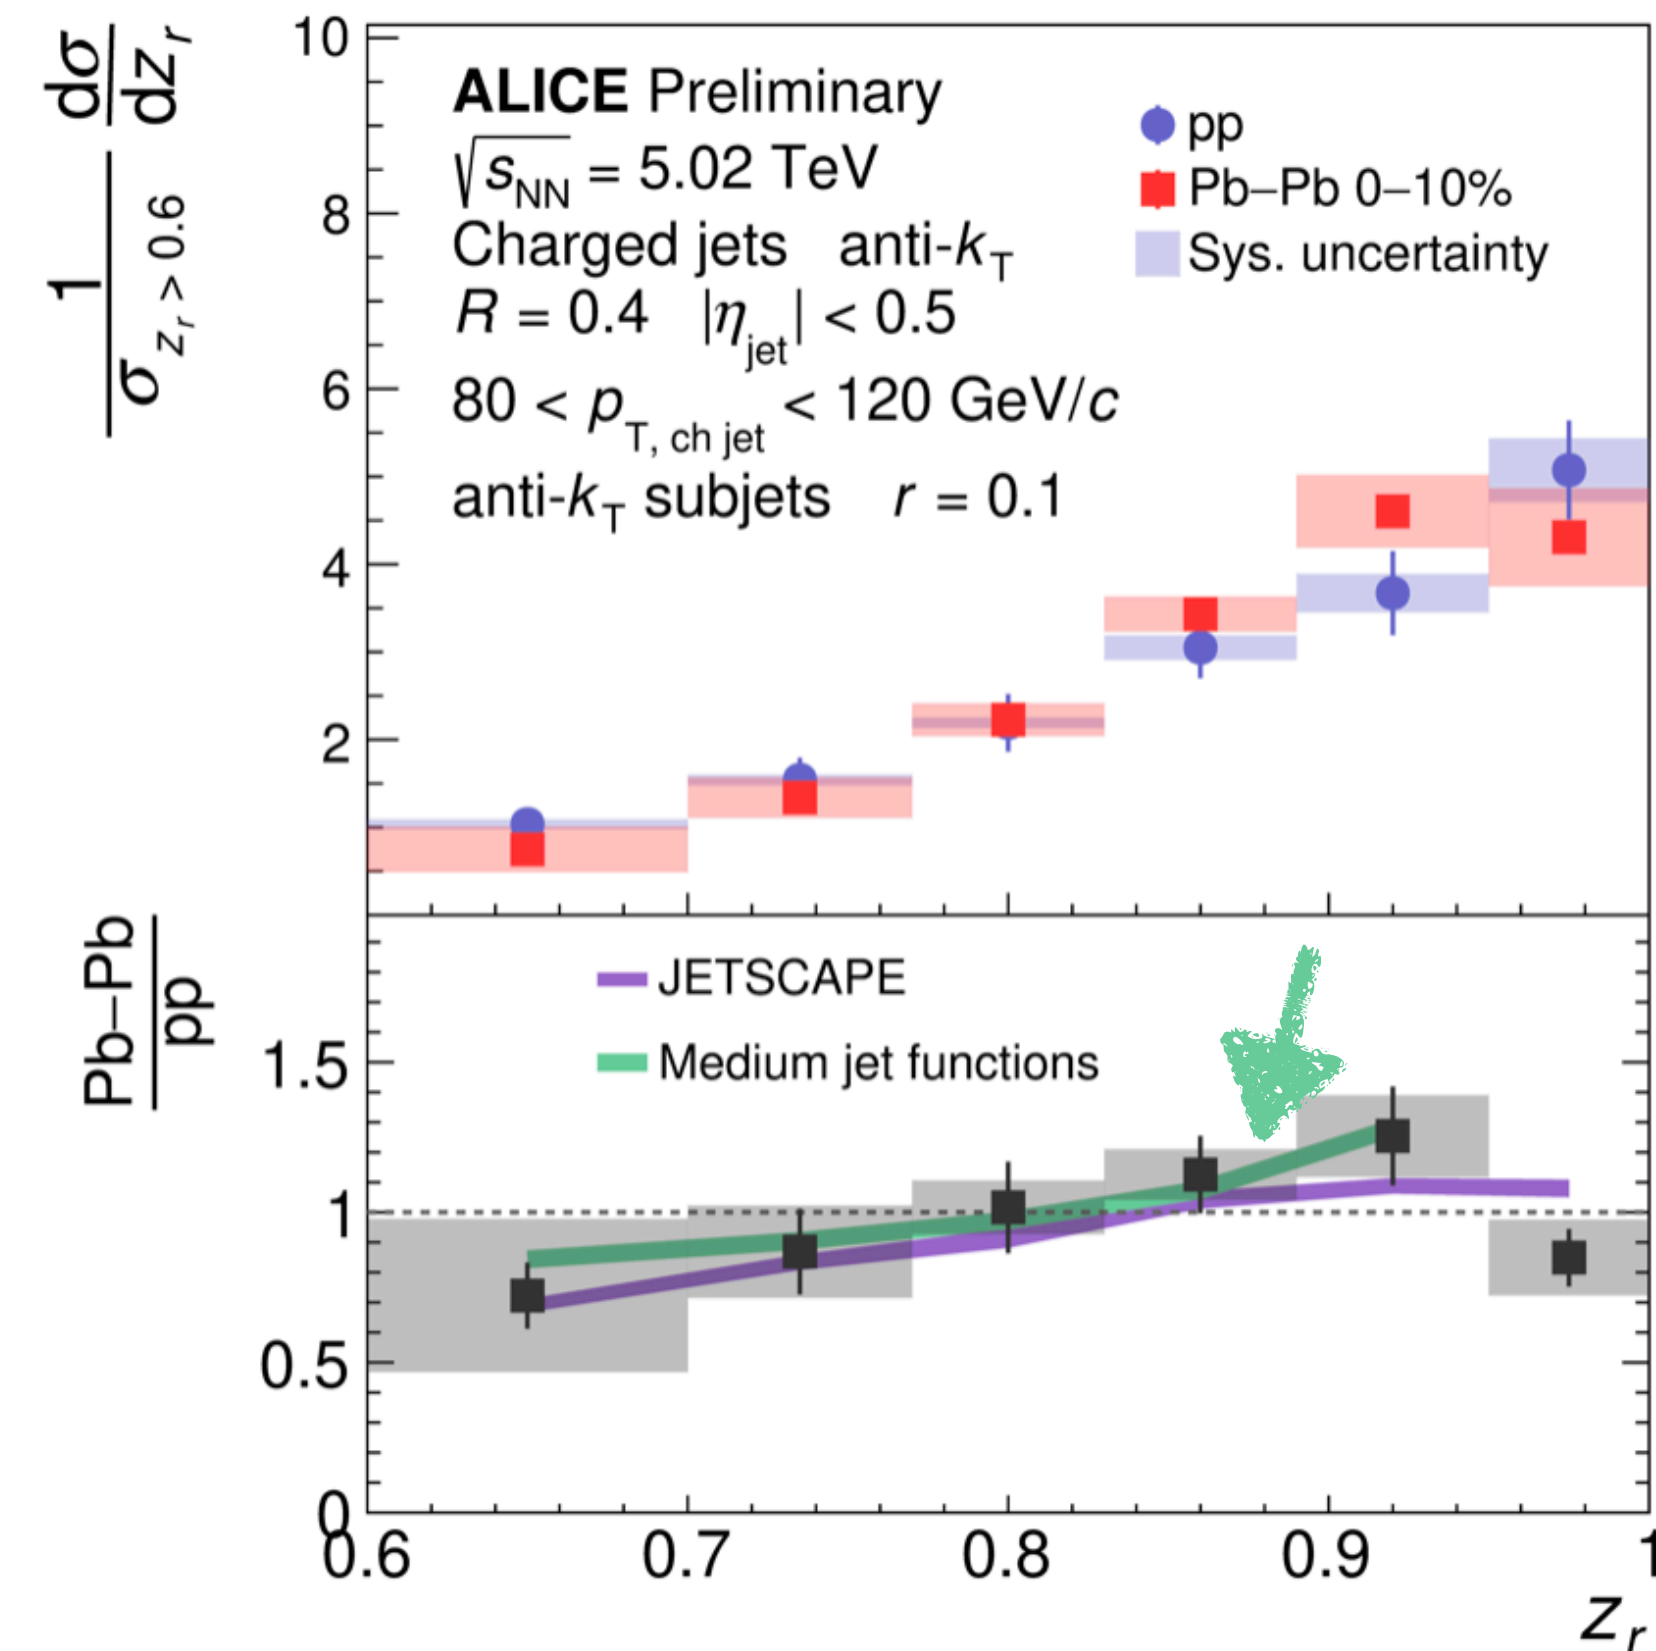 1/σ_{z_r > 0.6} dσ/dz_r
10
8
6
4
2
ALICE Preliminary
√s_NN = 5.02 TeV
Charged jets anti-k_T
R = 0.4 |η_jet| < 0.5
80 < p_{T, ch jet} < 120 GeV/c
anti-k_T subjets r = 0.1
pp
Pb–Pb 0–10%
Sys. uncertainty
Pb–Pb
pp
JETSCAPE
Medium jet functions
1.5
1
0.5
0
0.6 0.7 0.8 0.9 1
z_r